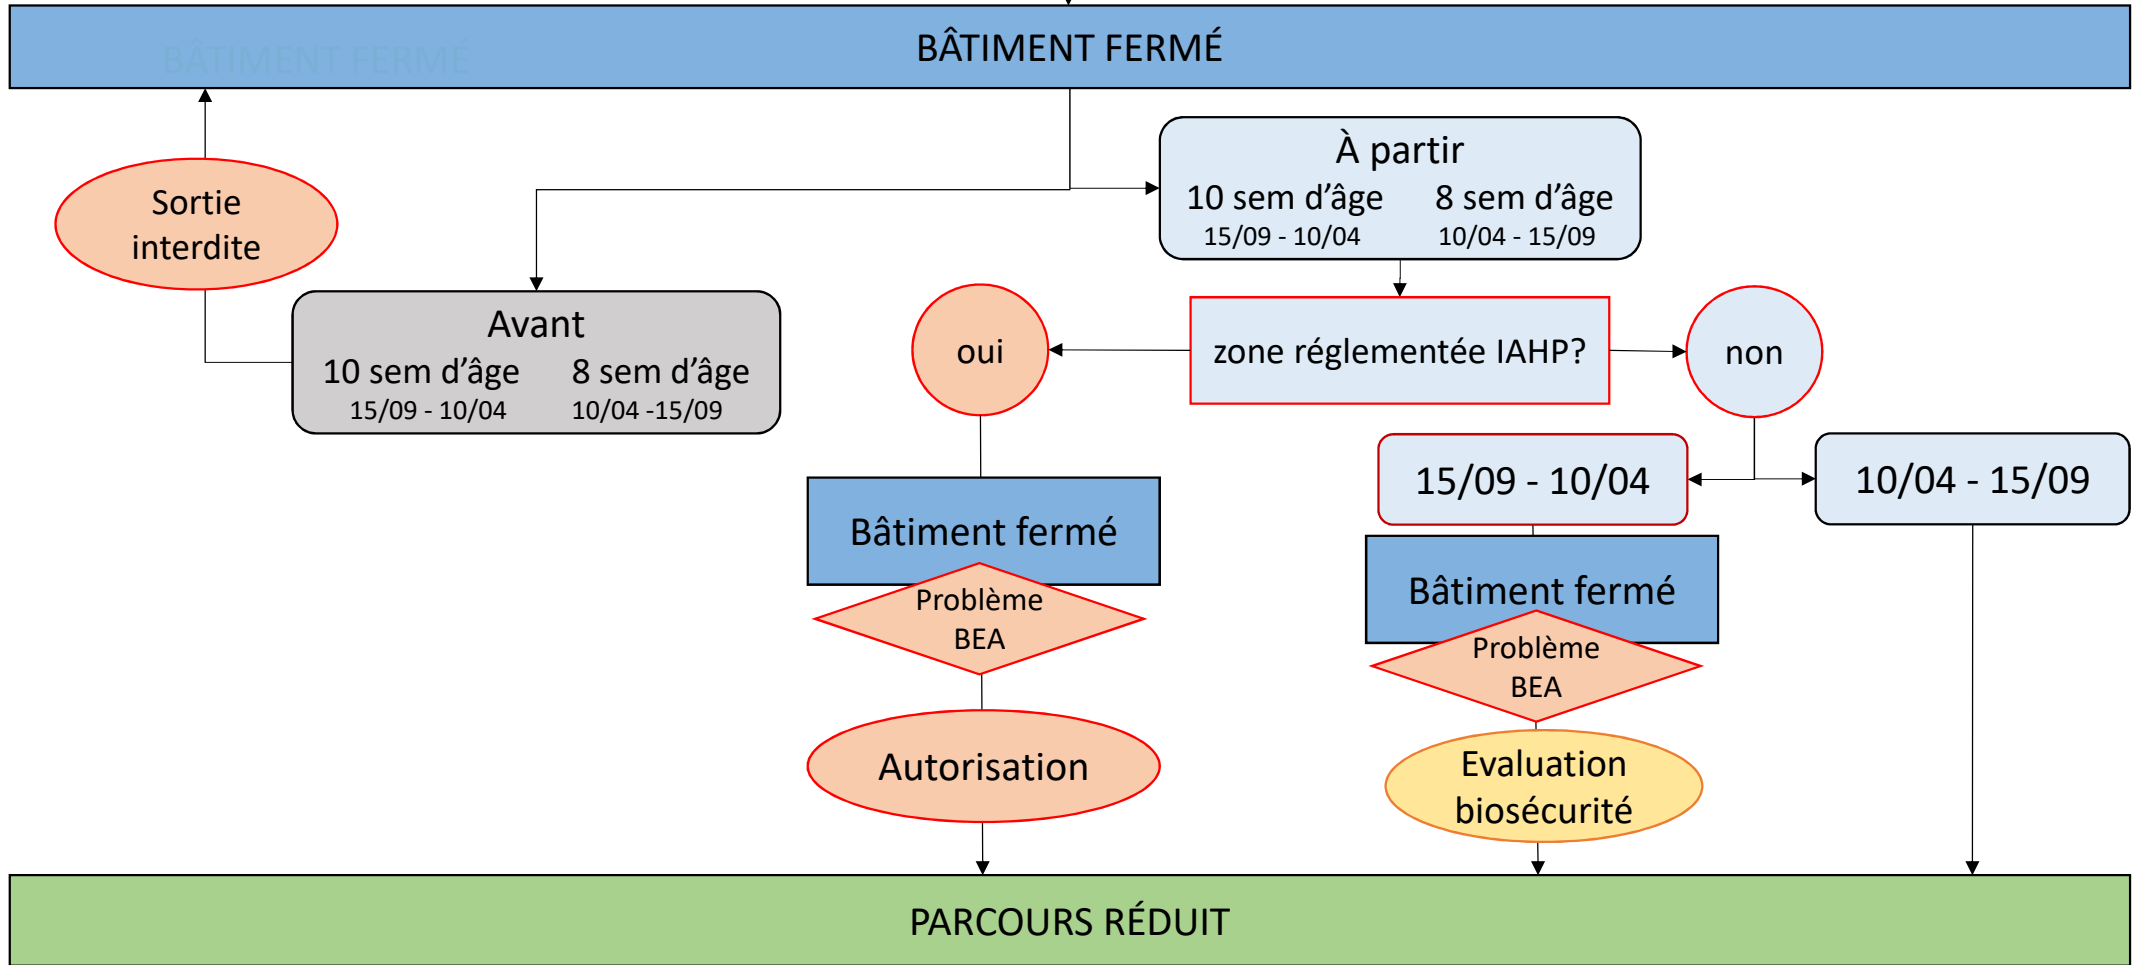 BÂTIMENT FERMÉ
BÂTIMENT FERMÉ
À partir
10 sem d’âge 8 sem d’âge
15/09 - 10/04 10/04 - 15/09
Sortie
interdite
Avant
10 sem d’âge 8 sem d’âge
15/09 - 10/04 10/04 -15/09
oui
zone réglementée IAHP?
non
15/09 - 10/04
10/04 - 15/09
Bâtiment fermé
Problème
BEA
Autorisation
Bâtiment fermé
Problème
BEA
Evaluation
biosécurité
PARCOURS RÉDUIT